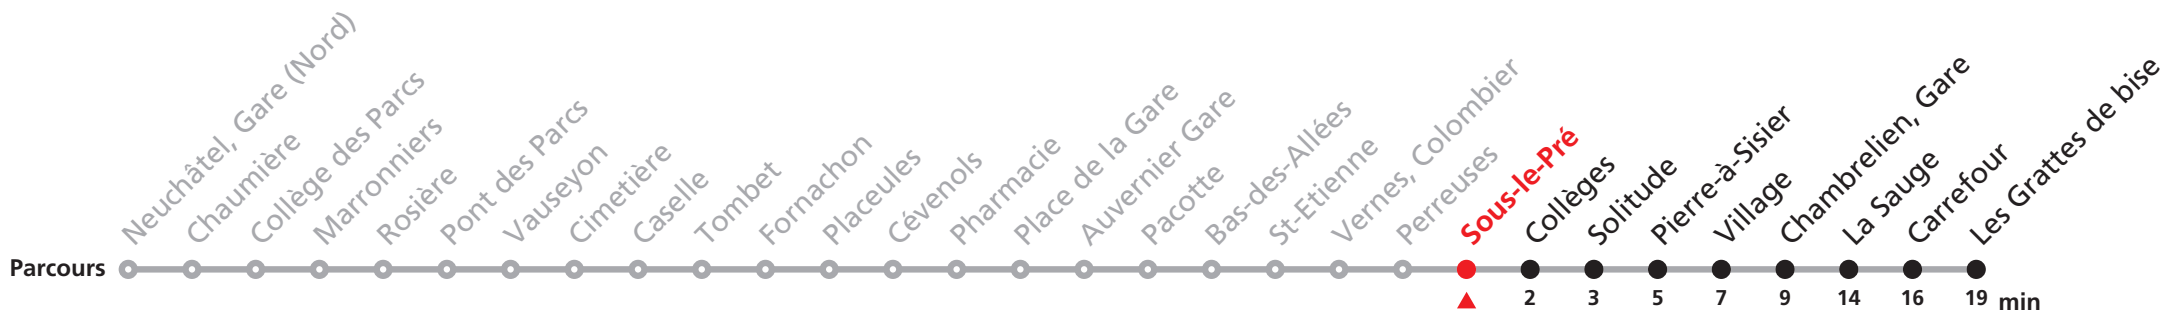 Neuchâtel, Gare (Nord)
Chaumière
Collège des Parcs
Marronniers
Rosière
Pont des Parcs
Vauseyon
Cimetière
Caselle
Tombet
Fornachon
Placeules
Cévenols
Pharmacie
Place de la Gare
Auvernier Gare
Pacotte
Bas-des-Allées
St-Etienne
Vernes, Colombier
Perreuses
Sous-le-Pré
Collèges
Solitude
Pierre-à-Sisier
Village
Chambrelien, Gare
La Sauge
Carrefour
Les Grattes de bise
Parcours
2 3 5 7 9 14 16 19 min